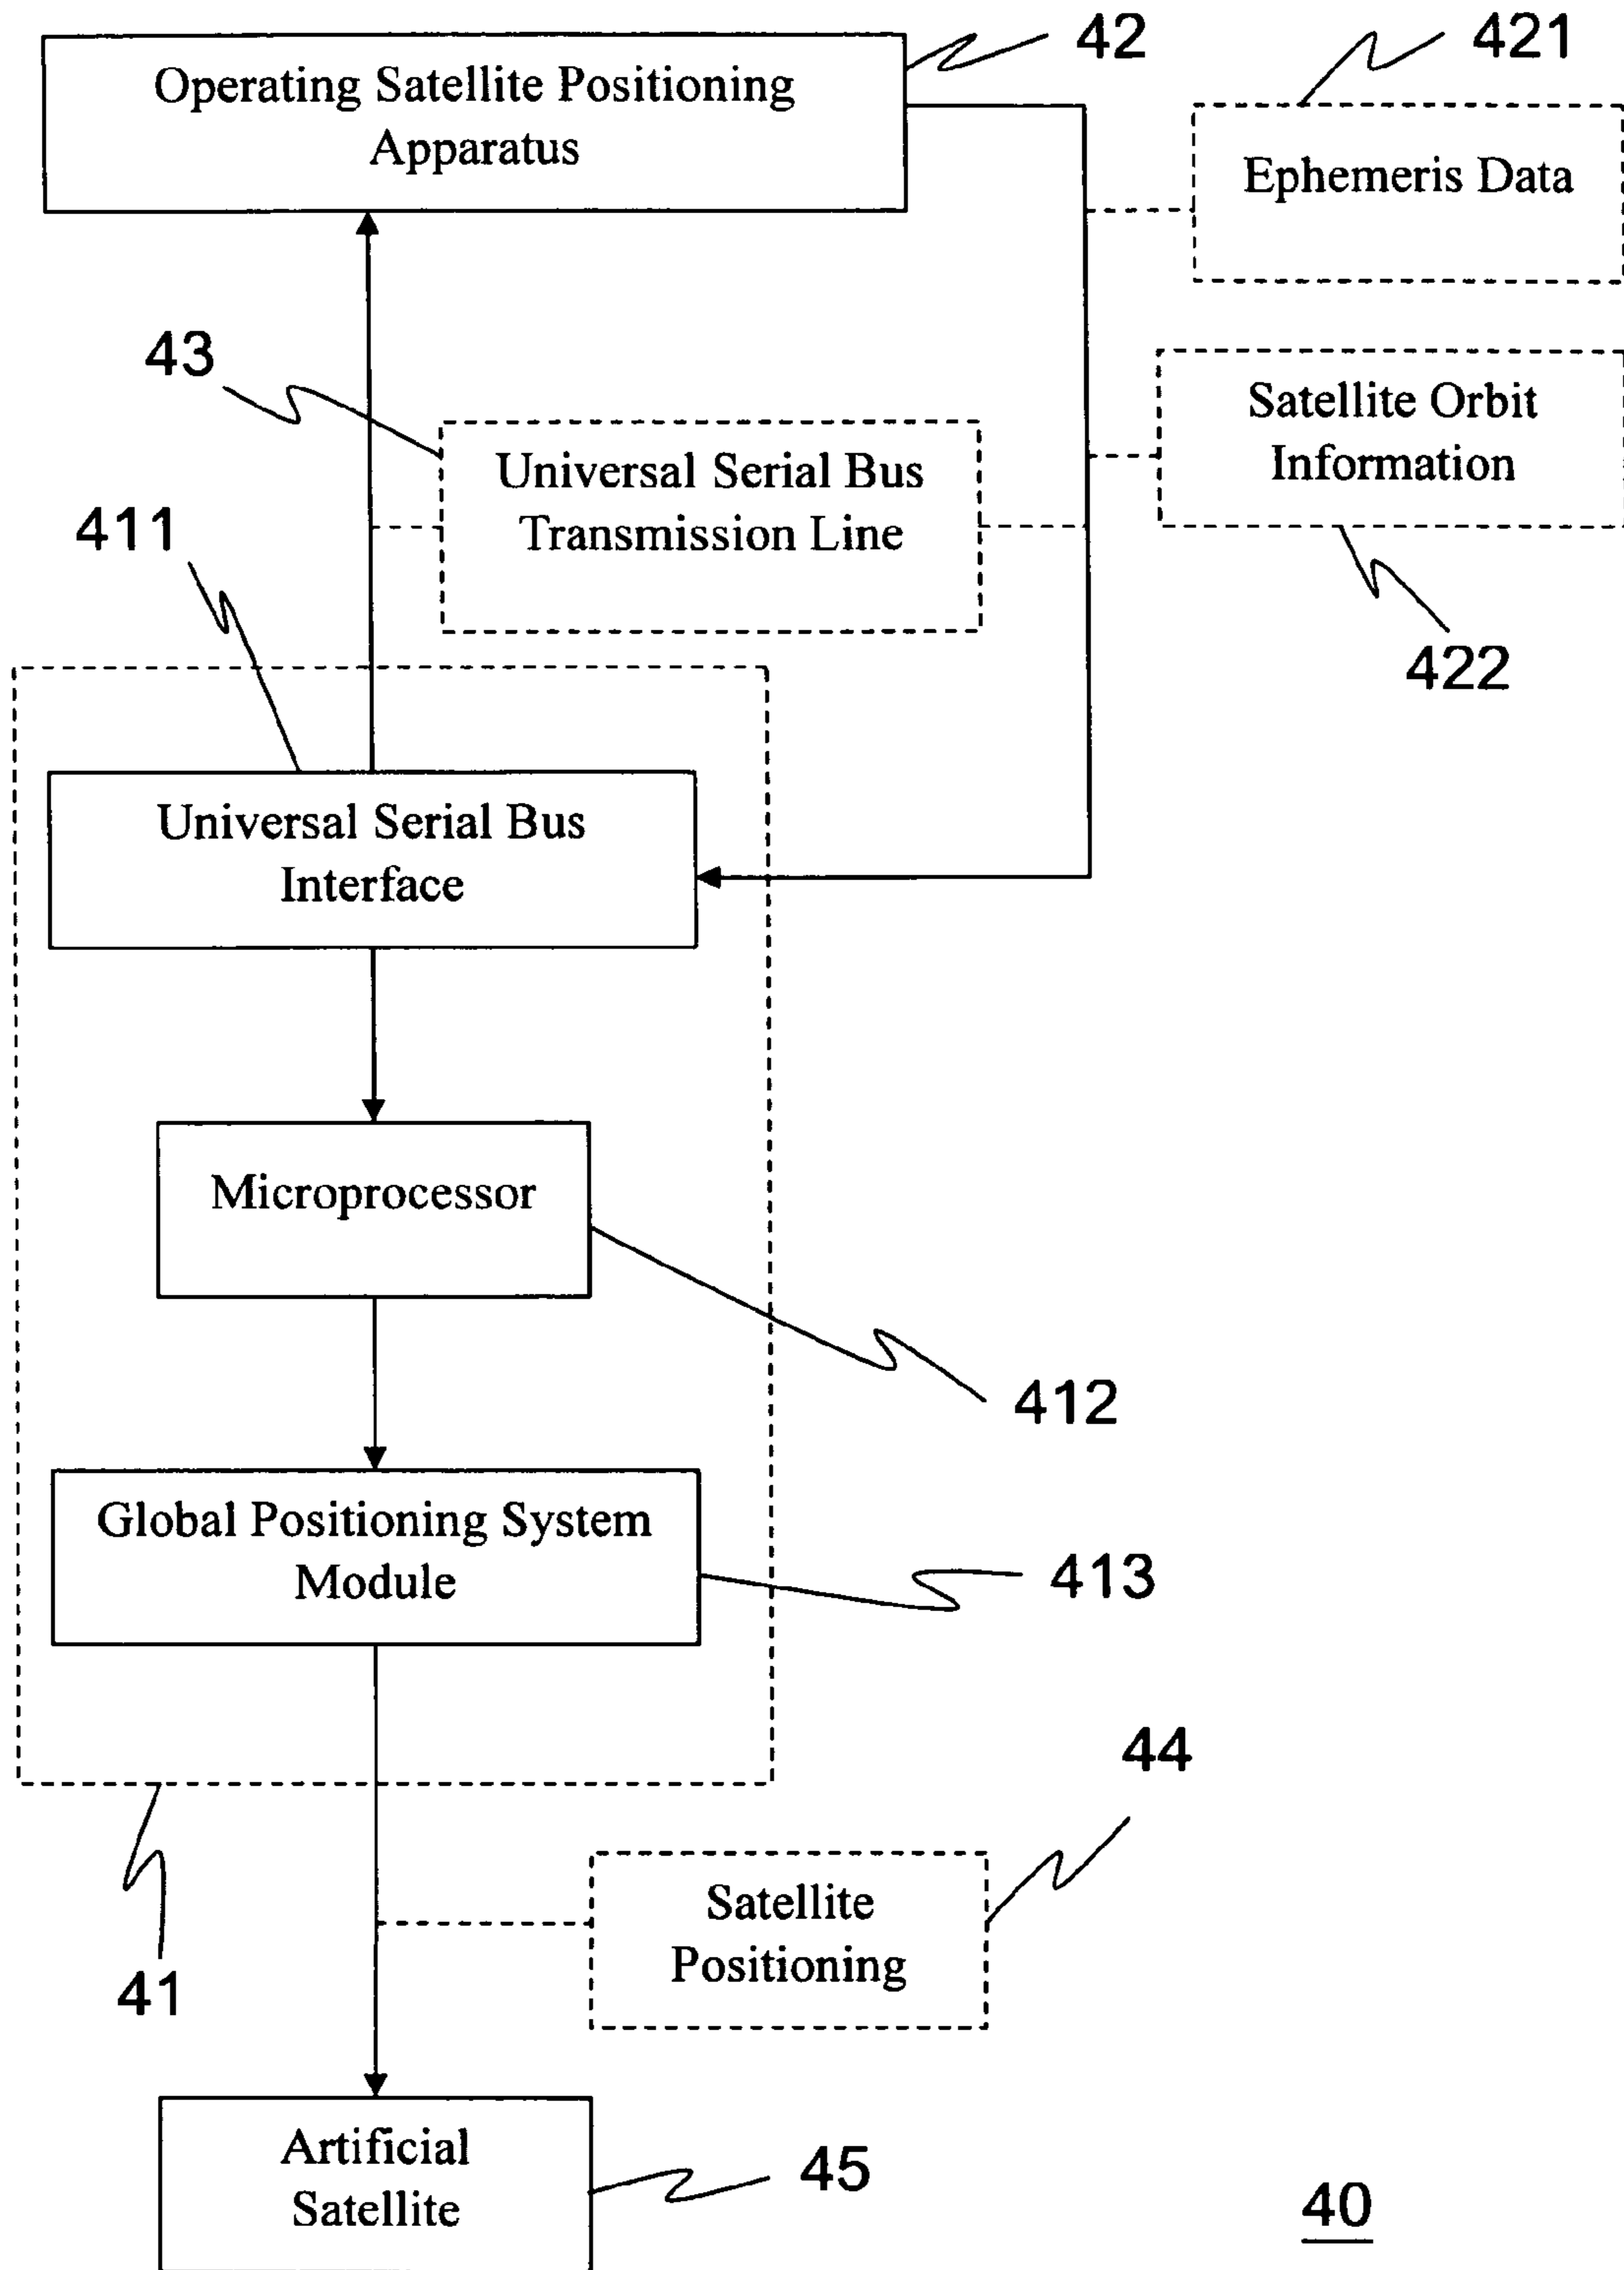 42
421
Operating Satellite Positioning
Apparatus
Ephemeris Data
43
Satellite Orbit
Information
Universal Serial Bus
Transmission Line
411
422
Universal Serial Bus
Interface
Microprocessor
412
Global Positioning System
Module
413
44
Satellite
Positioning
41
Artificial
Satellite
45
40